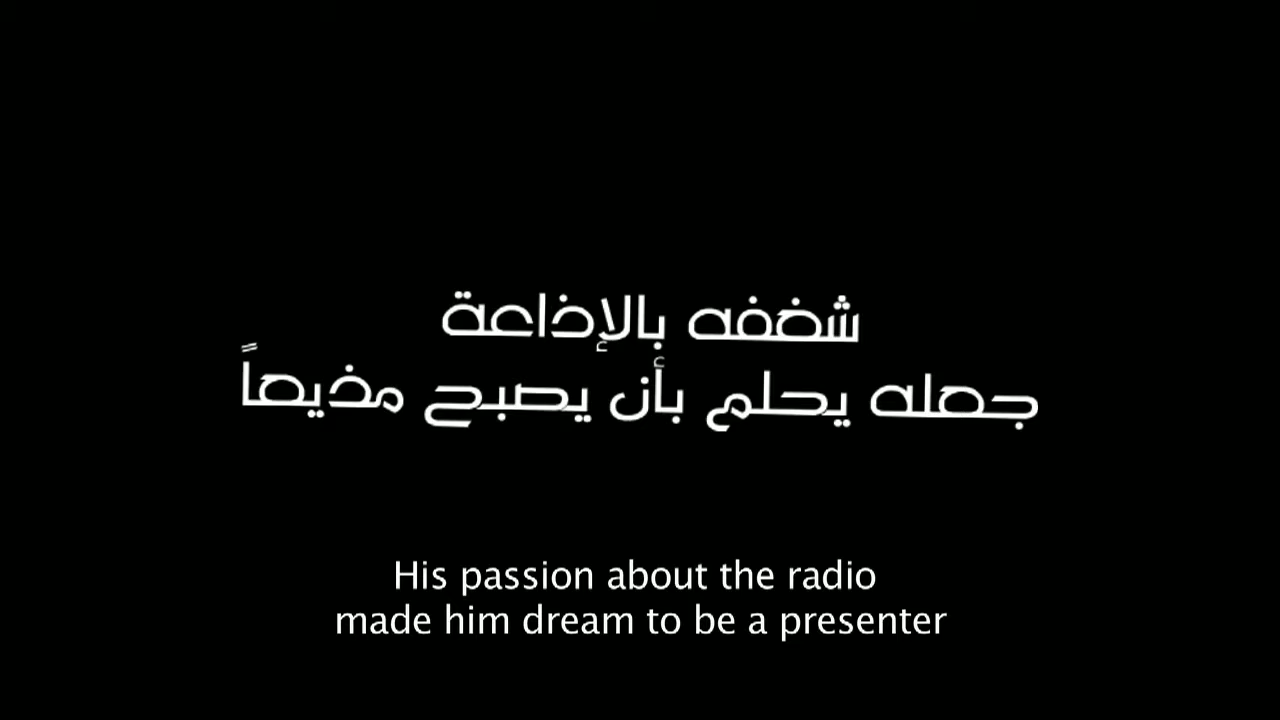 شغفه بالإذاعة
جعله يحلم بأن يصبح مذيعاً
His passion about the radio
made him dream to be a presenter